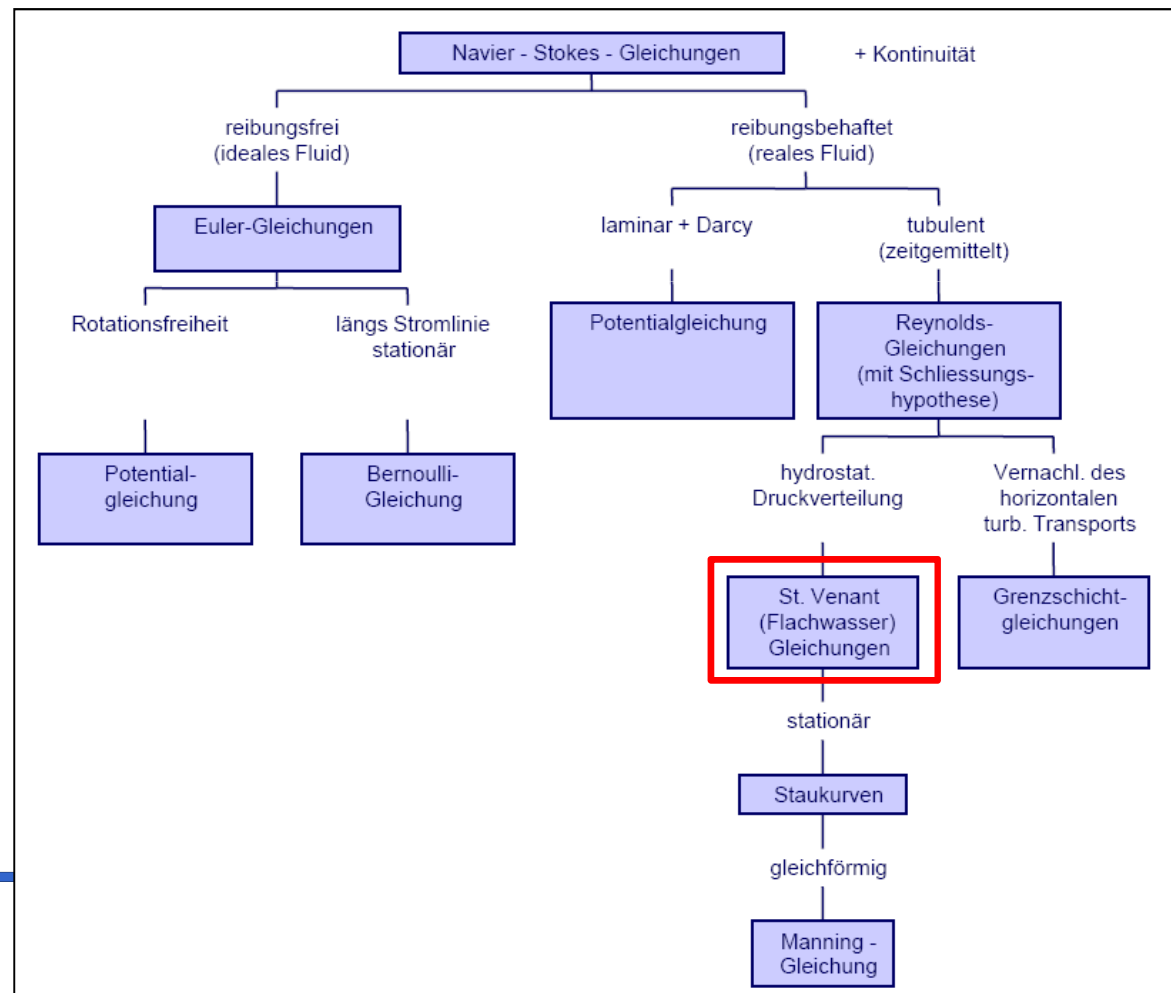 Navier - Stokes - Gleichungen
+ Kontinuität
reibungsfrei
(ideales Fluid)
reibungsbehaftet
(reales Fluid)
Euler-Gleichungen
laminar + Darcy
tubulent
(zeitgemittelt)
Rotationsfreiheit
längs Stromlinie
stationär
Potentialgleichung
Reynolds-
Gleichungen
(mit Schliessungs-
hypothese)
Potential-
gleichung
Bernoulli-
Gleichung
hydrostat.
Druckverteilung
Vernachl. des
horizontalen
turb. Transports
St. Venant
(Flachwasser)
Gleichungen
Grenzschicht-
gleichungen
stationär
Staukurven
gleichförmig
Manning -
Gleichung